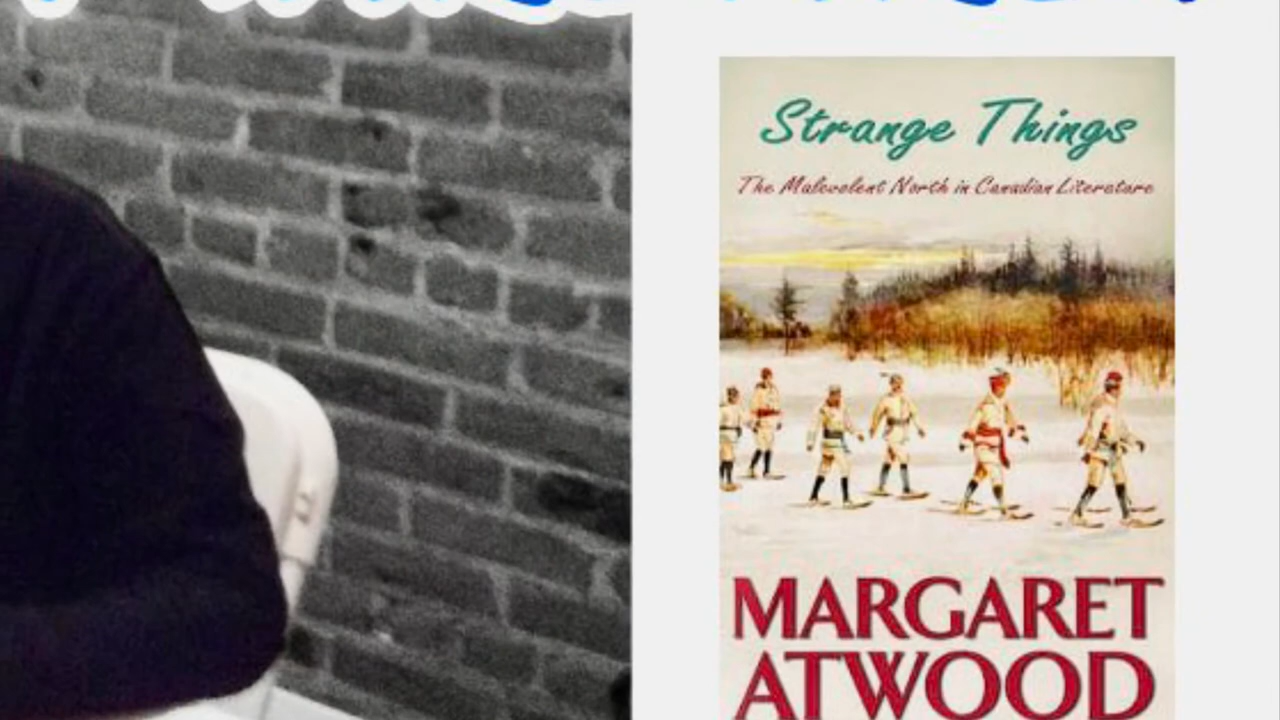 Strange Things
The Malevolent North in Canadian Literature
MARGARET
ATWOOD